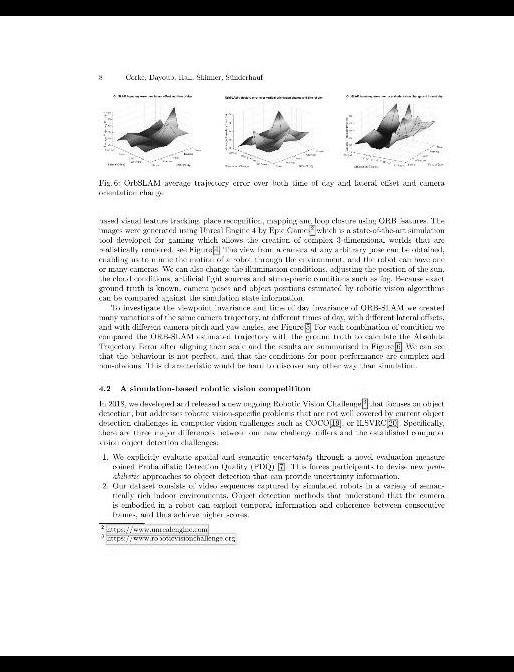 8 Corke, Dayoub, Hall, Skinner, Sünderhauf
Fig. 6: OrbSLAM average trajectory error over both time of day and lateral offset and camera
orientation change
based visual feature tracking, place recognition, mapping and loop closure using ORB features. The
images were generated using Unreal Engine 4 by Epic Games2 which is a state-of-the-art simulation
tool developed for gaming which allows the creation of complex 3-dimensional worlds that are
realistically rendered, see Figure 4. The view from a camera at any arbitrary pose can be obtained,
enabling us to mimic the motion of a robot through the environment, and the robot can have one
or many cameras. We can also change the illumination conditions, adjusting the position of the sun,
the cloud conditions, artificial light sources and atmospheric conditions such as fog. Because exact
ground truth is known, camera poses and object positions estimated by robotic vision algorithms
can be compared against the simulation state information.
To investigate the viewpoint invariance and time of day invariance of ORB-SLAM we created
many variations of the same camera trajectory, at different times of day, with different lateral offsets,
and with different camera pitch and yaw angles, see Figure 5. For each combination of condition we
compared the ORB-SLAM estimated trajectory with the ground truth to calculate the Absolute
Trajectory Error after aligning their scale and the results are summarised in Figure 6. We can see
that the behaviour is not perfect, and that the conditions for poor performance are complex and
non-obvious. This characteristic would be hard to discover any other way than simulation.
4.2 A simulation-based robotic vision competititon
In 2018, we developed and released a new ongoing Robotic Vision Challenge 3 that focuses on object
detection, but addresses robotic vision-specific problems that are not well covered by current object
detection challenges in computer vision challenges such as COCO[19], or ILSVRC[20]. Specifically,
there are three major differences between our new challenge differs and the established computer
vision object detection challenges:
1. We explicitly evaluate spatial and semantic uncertainty through a novel evaluation measure
coined Probabilistic Detection Quality (PDQ) [7]. This forces participants to devise new prob-
abilistic approaches to object detection that can provide uncertainty information.
2. Our dataset consists of video sequences captured by simulated robots in a variety of seman-
tically rich indoor environments. Object detection methods that understand that the camera
is embodied in a robot can exploit temporal information and coherence between consecutive
frames, and thus achieve higher scores.
2 https://www.unrealengine.com
3 https://www.roboticvisionchallenge.org